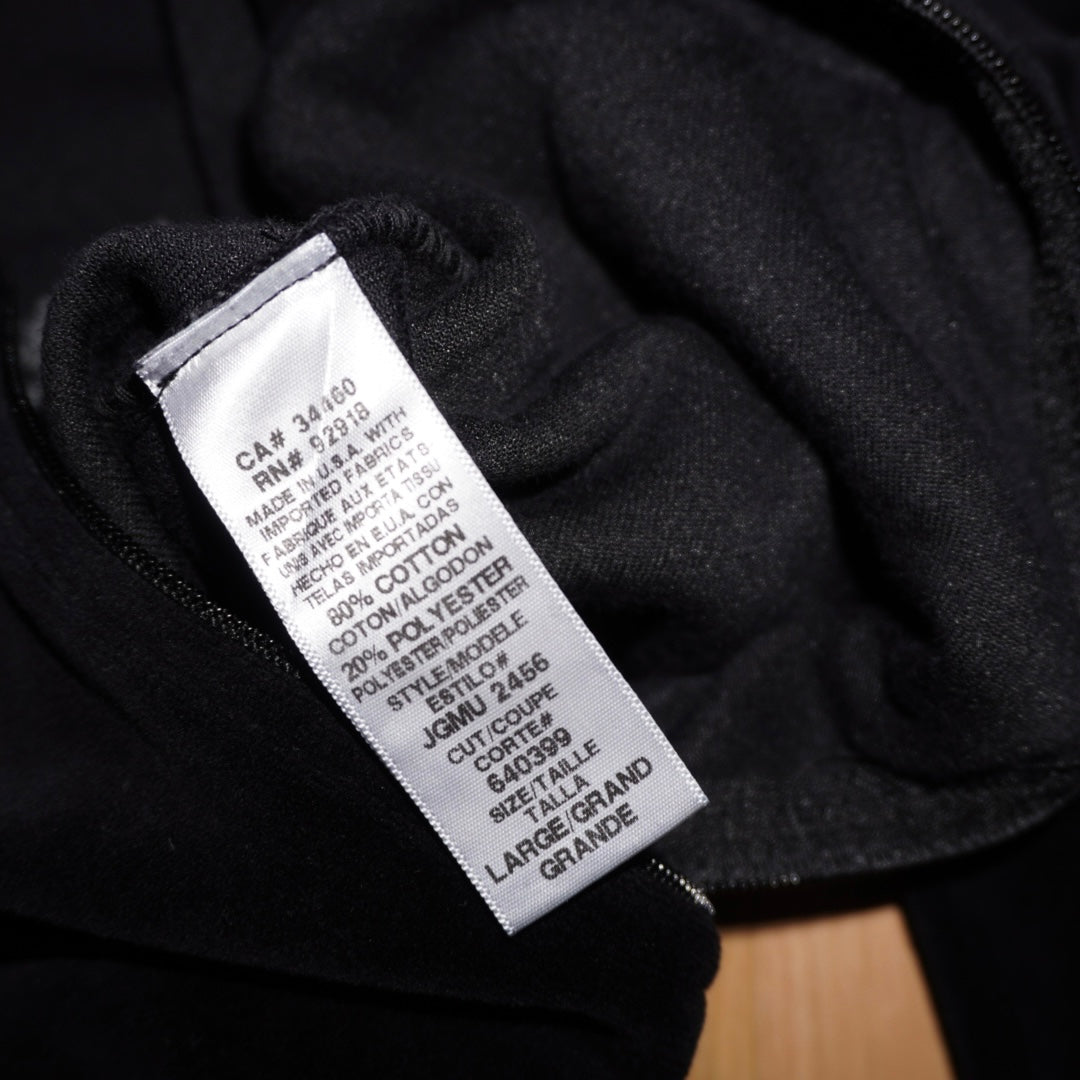 CA# 34460
RN# 92918
MADE IN U.S.A. WITH
IMPORTED FABRICS
FABRIQUE AUX ETATS
UNIS AVEC IMPORTA TISSU
HECHO EN E.U.A. CON
TELAS IMPORTADAS
80% COTTON
COTON/ALGODON
20% POLYESTER
POLYESTER/POLIESTER
STYLE/MODELE
ESTILO#
JGMU 2456
CUT/COUPE
CORTE#
640399
SIZE/TAILLE
TALLA
LARGE/GRAND
GRANDE